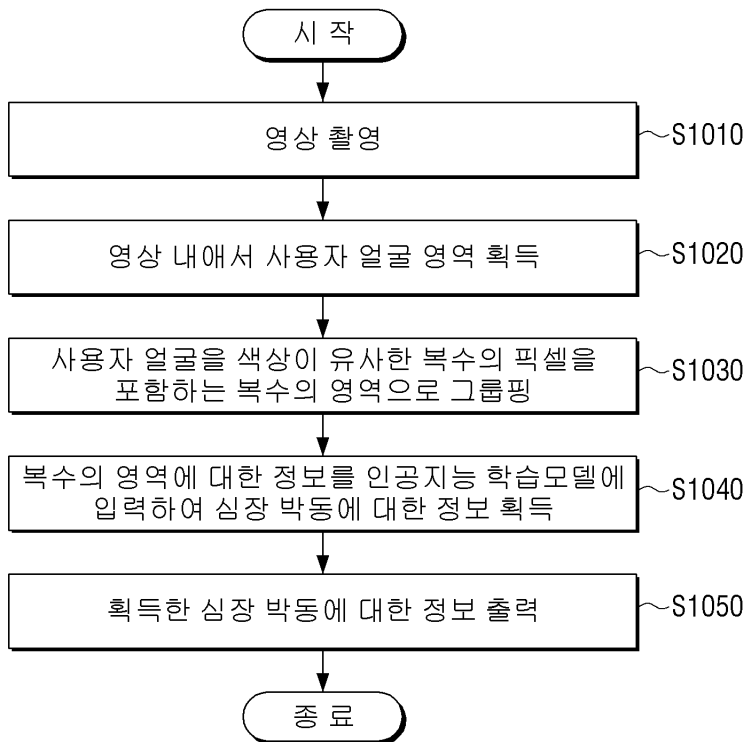 시 작
영상 촬영
S1010
영상 내애서 사용자 얼굴 영역 획득
S1020
사용자 얼굴을 색상이 유사한 복수의 픽셀을
포함하는 복수의 영역으로 그룹핑
S1030
복수의 영역에 대한 정보를 인공지능 학습모델에
입력하여 심장 박동에 대한 정보 획득
S1040
획득한 심장 박동에 대한 정보 출력
S1050
종 료